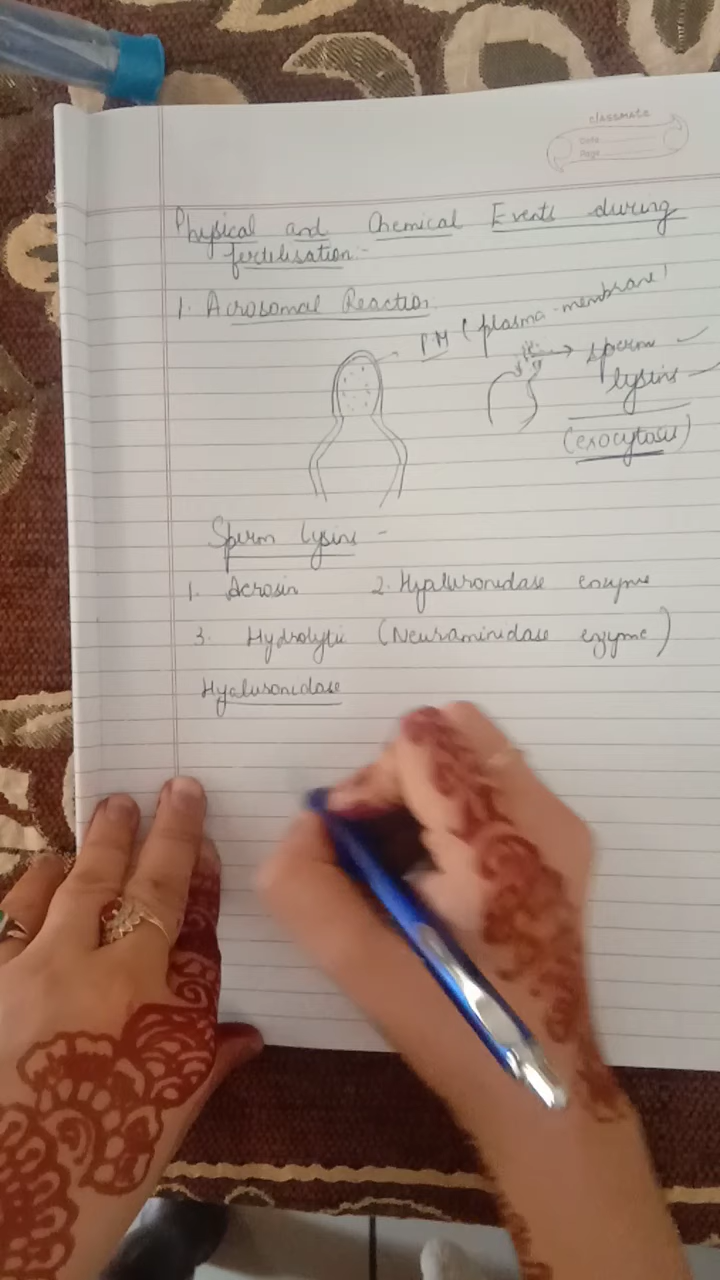 classmate
Date
Page
Physical and Chemical Events during
fertilisation:-
1. Acrosomal Reaction
PM (plasma-membrane)
sperm
lysins
(exocytosis)
Sperm lysins -
1. Acrosin 2. Hyaluronidase enzyme
3. Hydrolytic (Neuraminidase enzyme)
Hyaluronidase